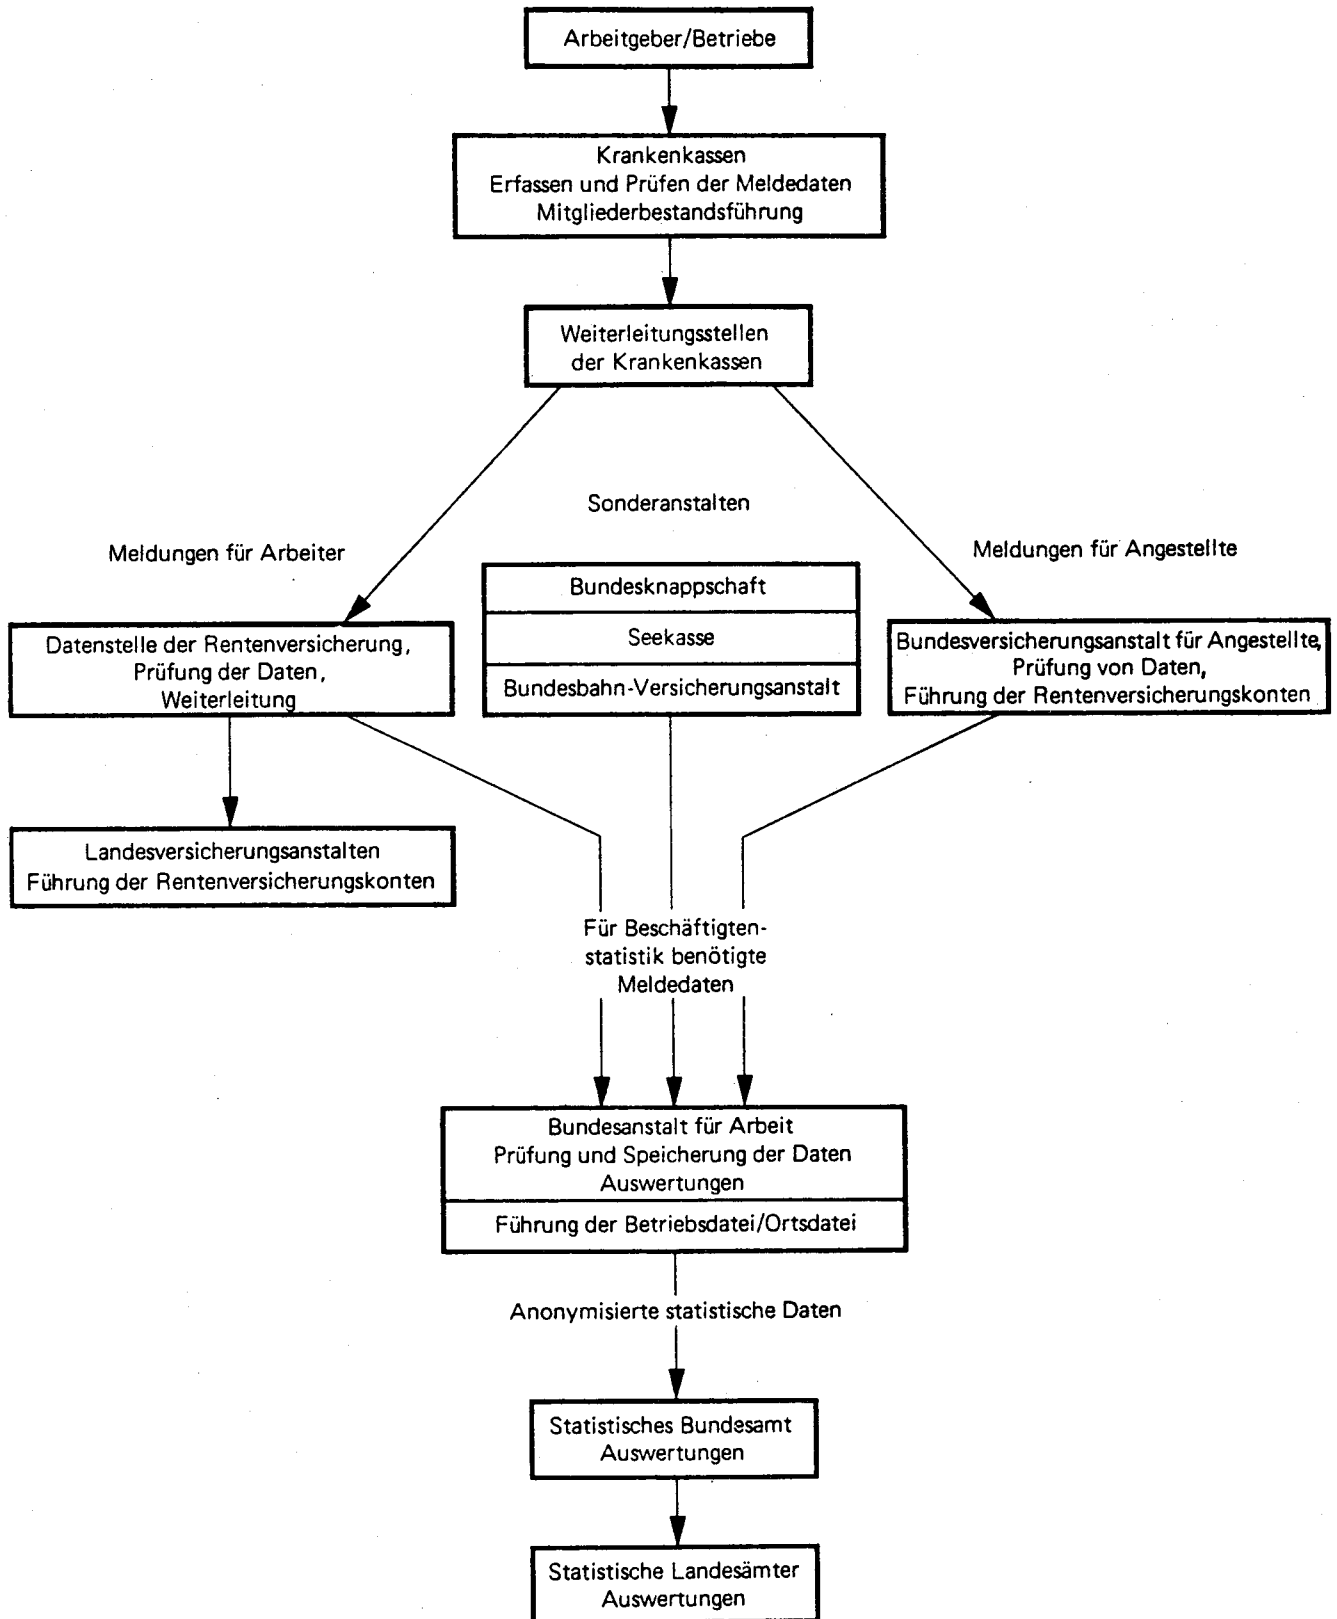 Arbeitgeber/Betriebe
Krankenkassen
Erfassen und Prüfen der Meldedaten
Mitgliederbestandsführung
Weiterleitungsstellen
der Krankenkassen
Sonderanstalten
Meldungen für Arbeiter
Meldungen für Angestellte
Bundesknappschaft
Seekasse
Bundesbahn-Versicherungsanstalt
Datenstelle der Rentenversicherung,
Prüfung der Daten,
Weiterleitung
Bundesversicherungsanstalt für Angestellte,
Prüfung von Daten,
Führung der Rentenversicherungskonten
Landesversicherungsanstalten
Führung der Rentenversicherungskonten
Für Beschäftigten-
statistik benötigte
Meldedaten
Bundesanstalt für Arbeit
Prüfung und Speicherung der Daten
Auswertungen
Führung der Betriebsdatei/Ortsdatei
Anonymisierte statistische Daten
Statistisches Bundesamt
Auswertungen
Statistische Landesämter
Auswertungen